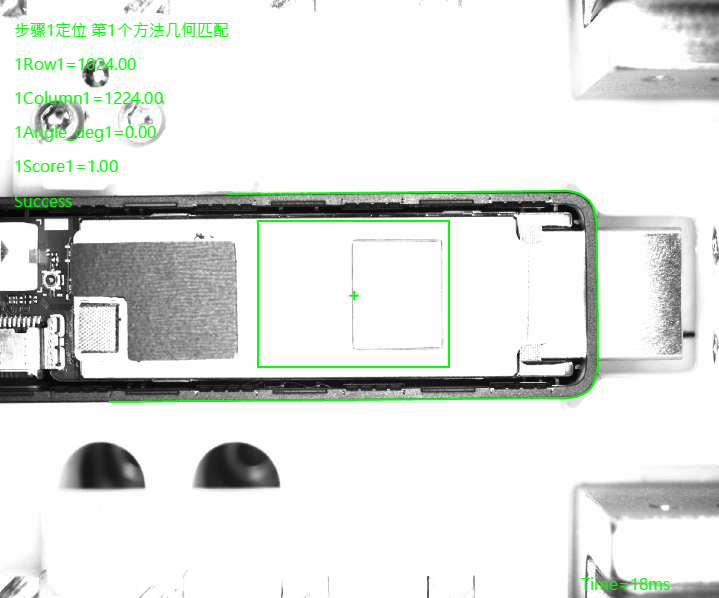 步骤1定位 第1个方法几何匹配
1Row1=1024.00
1Column1=1224.00
1Angle_deg1=0.00
1Score1=1.00
Success
Time=18ms